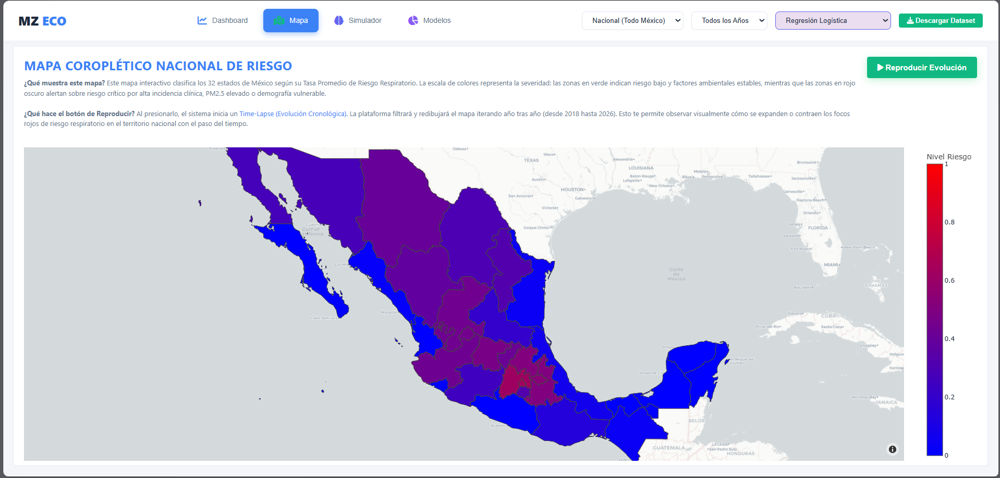 MZ ECO
Dashboard
Mapa
Simulador
Modelos
Nacional (Todo México)
Todos los Años
Regresión Logística
Descargar Dataset
MAPA COROPLÉTICO NACIONAL DE RIESGO
Reproducir Evolución
¿Qué muestra este mapa? Este mapa interactivo clasifica los 32 estados de México según su Tasa Promedio de Riesgo Respiratorio. La escala de colores representa la severidad: las zonas en verde indican riesgo bajo y factores ambientales estables, mientras que las zonas en rojo
oscuro alertan sobre riesgo crítico por alta incidencia clínica, PM2.5 elevado o demografía vulnerable.
¿Qué hace el botón de Reproducir? Al presionarlo, el sistema inicia un Time-Lapse (Evolución Cronológica). La plataforma filtrará y redibujará el mapa iterando año tras año (desde 2018 hasta 2026). Esto te permite observar visualmente cómo se expanden o contraen los focos
rojos de riesgo respiratorio en el territorio nacional con el paso del tiempo.
Nivel Riesgo
1
0.8
0.6
0.4
0.2
0
Ensenada
Odessa
Waco
TEXAS
Alexandria
LOUISIANA
Baton Rouge
Lafayette
New Orleans
Mobile
Biloxi
Pensacola
Tallahassee
Brunswick
Jacksonville
Austin
HOUSTON
San Antonio
Galveston
Victoria
Corpus Christi
Gainesville
Daytona Beach
Orlando
Tampa
FLORIDA
Sarasota
West Palm Beach
Fort Myers
MIAMI
Key West
THE
BAHAMAS
Gulf of
Golfo
de
México
Los Mo
Mazatlán
Cabo San Lucas
Havana
CUBA
Pinar del Río
Santa Clara
Camagüey
Holguín
Santiago
Progre
an Miguel de
ozumel
Campeche Ci
Montego Bay
JAMAICA
BELIZE
Acapulco
GUATEMALA
La Ceiba
San Pedro Sula
HONDURAS
Tapach